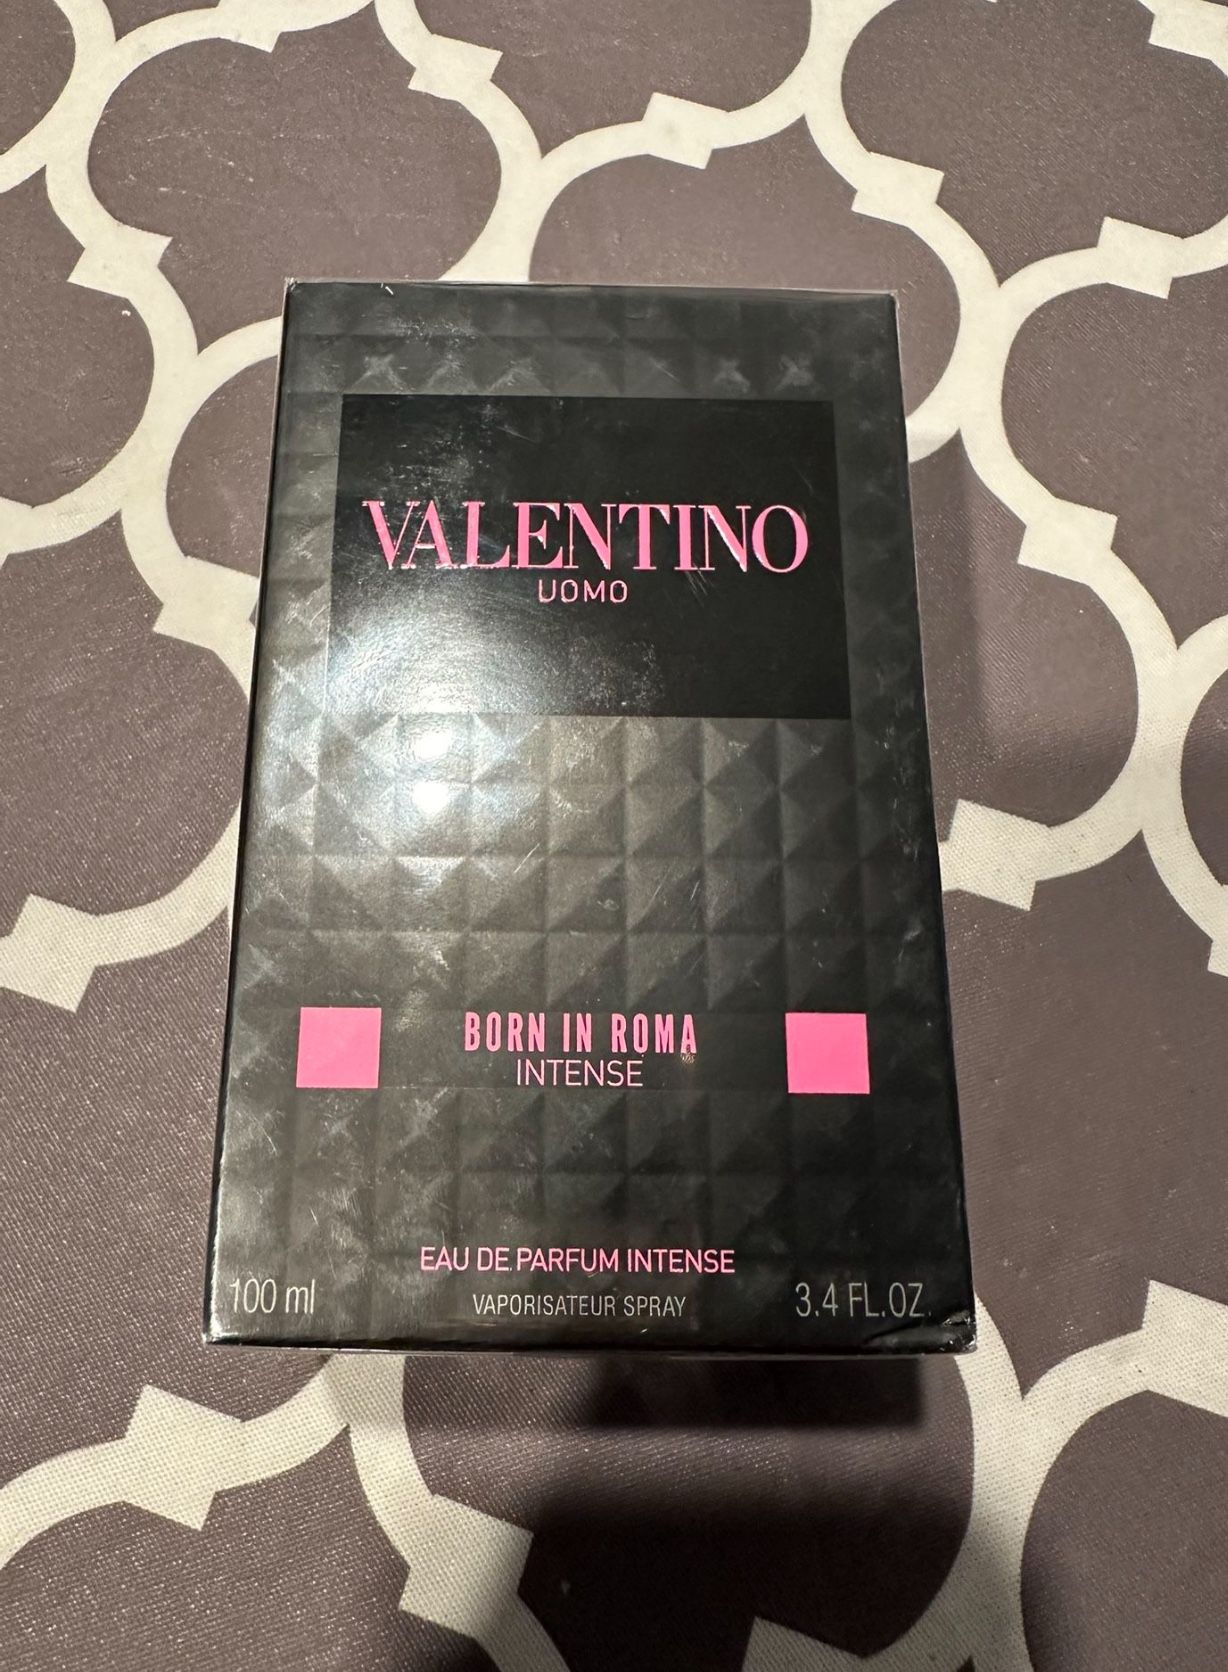 VALENTINO
UOMO
BORN IN ROMA
INTENSE
EAU DE PARFUM INTENSE
100 ml
VAPORISATEUR SPRAY
3.4 FL.OZ.